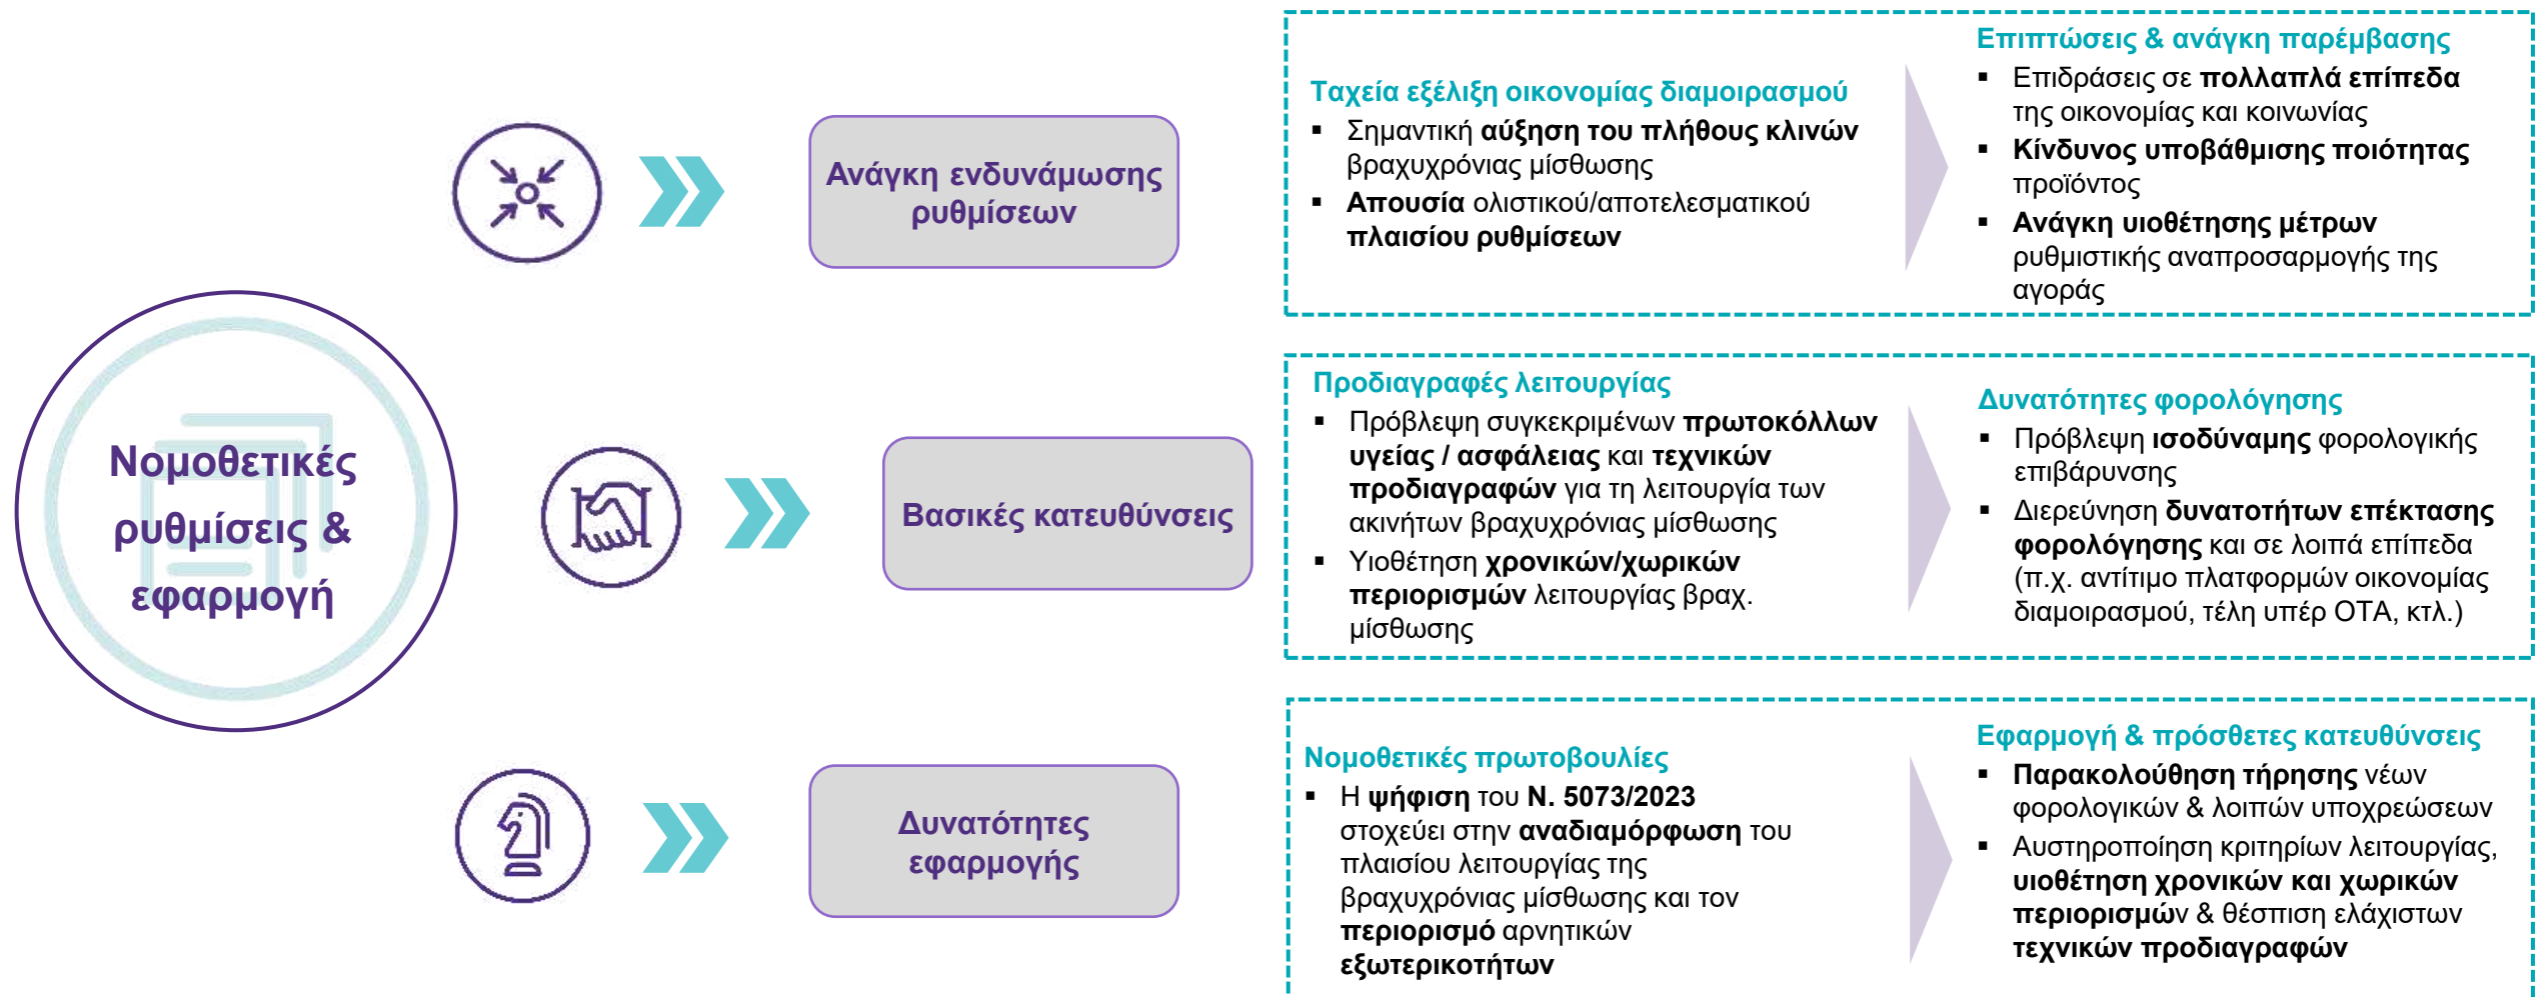 Νομοθετικές
ρυθμίσεις &
εφαρμογή
Ανάγκη ενδυνάμωσης
ρυθμίσεων
Ταχεία εξέλιξη οικονομίας διαμοιρασμού
▪ Σημαντική αύξηση του πλήθους κλινών
βραχυχρόνιας μίσθωσης
▪ Απουσία ολιστικού/αποτελεσματικού
πλαισίου ρυθμίσεων
Επιπτώσεις & ανάγκη παρέμβασης
▪ Επιδράσεις σε πολλαπλά επίπεδα
της οικονομίας και κοινωνίας
▪ Κίνδυνος υποβάθμισης ποιότητας
προϊόντος
▪ Ανάγκη υιοθέτησης μέτρων
ρυθμιστικής αναπροσαρμογής της
αγοράς
Βασικές κατευθύνσεις
Προδιαγραφές λειτουργίας
▪ Πρόβλεψη συγκεκριμένων πρωτοκόλλων
υγείας / ασφάλειας και τεχνικών
προδιαγραφών για τη λειτουργία των
ακινήτων βραχυχρόνιας μίσθωσης
▪ Υιοθέτηση χρονικών/χωρικών
περιορισμών λειτουργίας βραχ.
μίσθωσης
Δυνατότητες φορολόγησης
▪ Πρόβλεψη ισοδύναμης φορολογικής
επιβάρυνσης
▪ Διερεύνηση δυνατοτήτων επέκτασης
φορολόγησης και σε λοιπά επίπεδα
(π.χ. αντίτιμο πλατφορμών οικονομίας
διαμοιρασμού, τέλη υπέρ ΟΤΑ, κτλ.)
Δυνατότητες
εφαρμογής
Νομοθετικές πρωτοβουλίες
▪ Η ψήφιση του Ν. 5073/2023
στοχεύει στην αναδιαμόρφωση του
πλαισίου λειτουργίας της
βραχυχρόνιας μίσθωσης και τον
περιορισμό αρνητικών
εξωτερικοτήτων
Εφαρμογή & πρόσθετες κατευθύνσεις
▪ Παρακολούθηση τήρησης νέων
φορολογικών & λοιπών υποχρεώσεων
▪ Αυστηροποίηση κριτηρίων λειτουργίας,
υιοθέτηση χρονικών και χωρικών
περιορισμών & θέσπιση ελάχιστων
τεχνικών προδιαγραφών